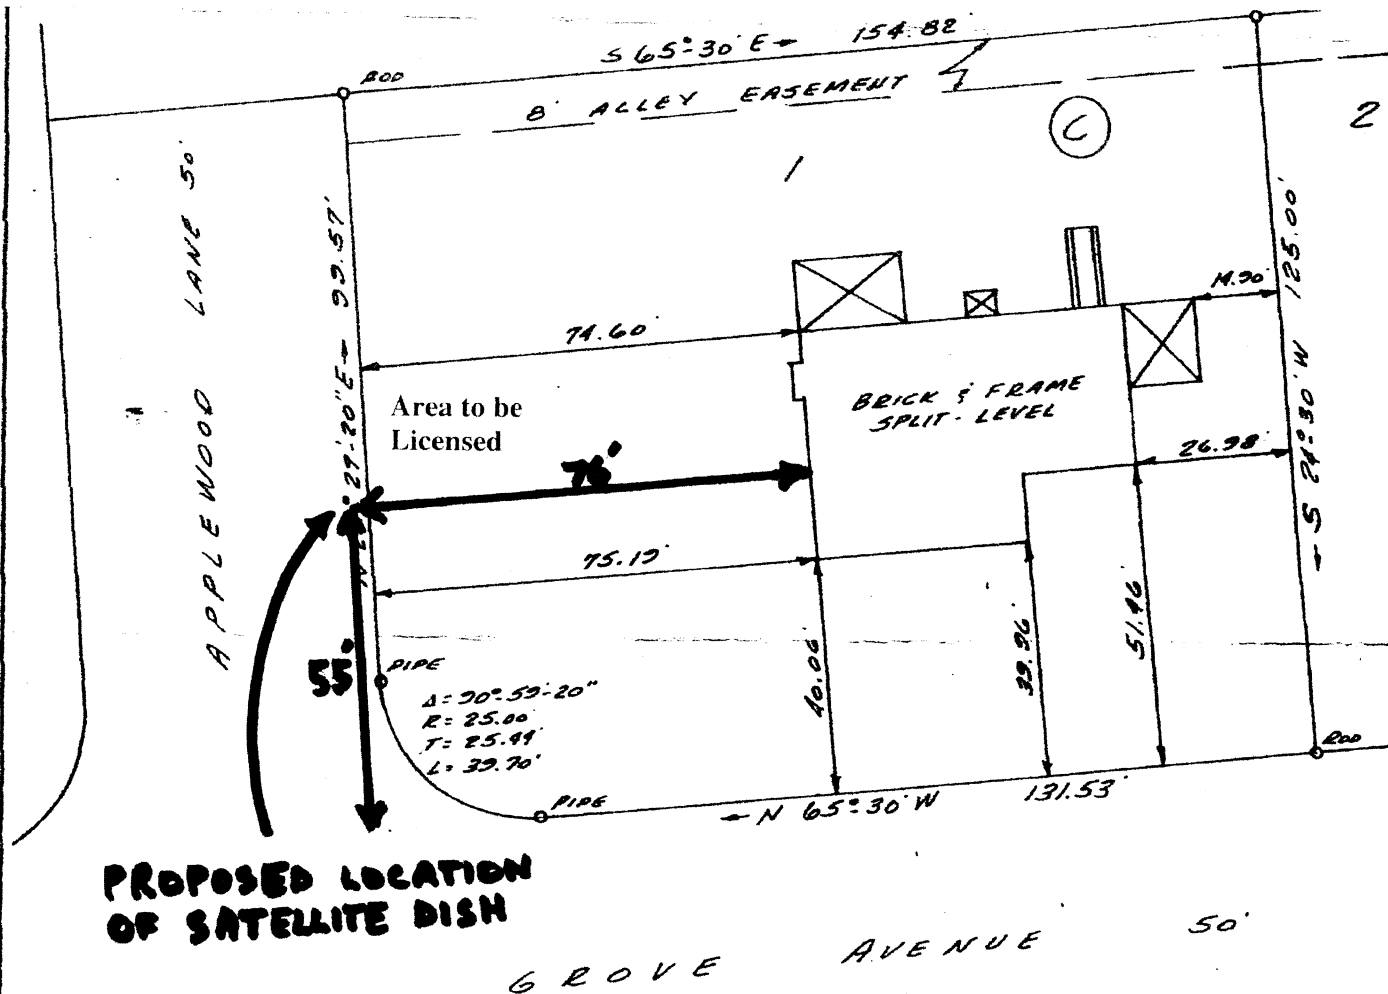 S 65°-30' E → 154.82'
ROD
8' ALLEY EASEMENT
C
2
1
APPLEWOOD LANE 50'
29'-20" E → 99.57'
125.00'
← S 24°-30' W
14.90'
74.60'
BRICK & FRAME
SPLIT-LEVEL
Area to be
Licensed
26.98'
76'
75.19'
55'
PIPE
Δ = 90°-59'-20"
R = 25.00'
T = 25.44'
L = 39.70'
40.06'
39.96'
51.46'
ROD
PIPE
← N 65°-30' W 131.53'
PROPOSED LOCATION
OF SATELLITE DISH
GROVE AVENUE 50'